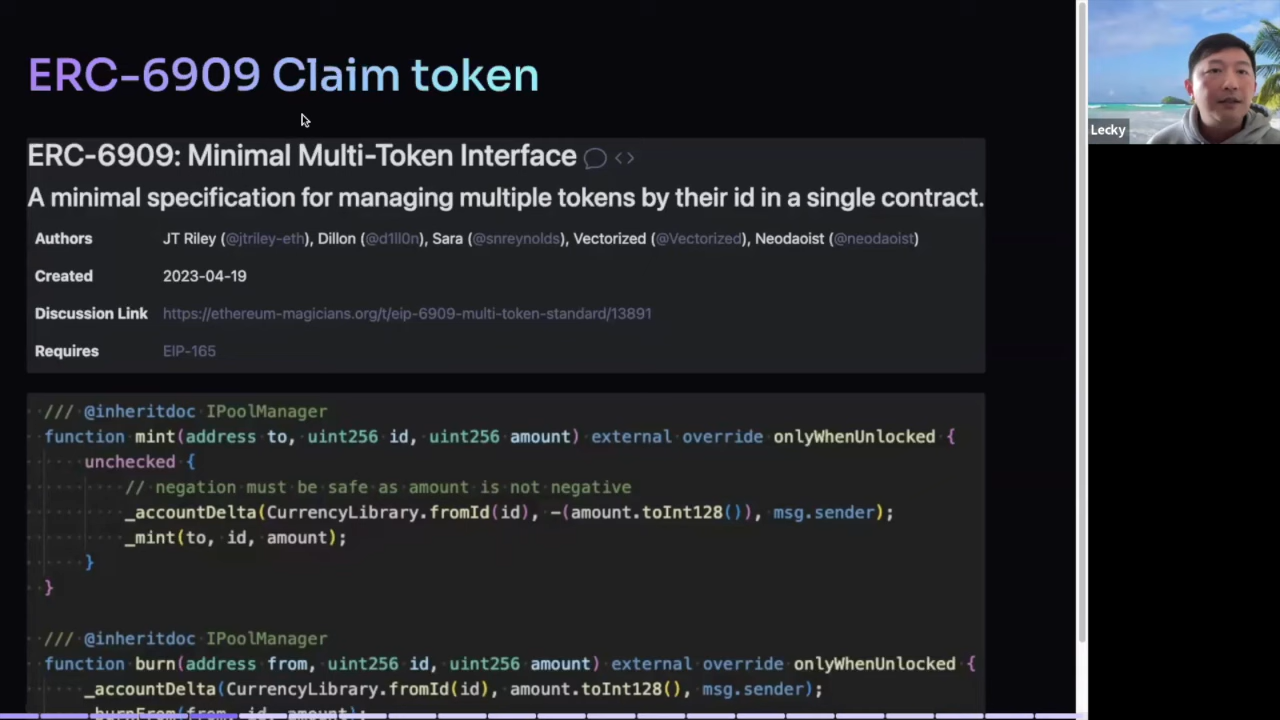 ERC-6909 Claim token
Lecky
ERC-6909: Minimal Multi-Token Interface
A minimal specification for managing multiple tokens by their id in a single contract.
Authors JT Riley (@jtriley-eth), Dillon (@d1ll0n), Sara (@snreynolds), Vectorized (@Vectorized), Neodaoist (@neodaoist)
Created 2023-04-19
Discussion Link https://ethereum-magicians.org/t/eip-6909-multi-token-standard/13891
Requires EIP-165
/// @inheritdoc IPoolManager
function mint(address to, uint256 id, uint256 amount) external override onlyWhenUnlocked {
unchecked {
// negation must be safe as amount is not negative
_accountDelta(CurrencyLibrary.fromId(id), -(amount.toInt128()), msg.sender);
_mint(to, id, amount);
}
}
/// @inheritdoc IPoolManager
function burn(address from, uint256 id, uint256 amount) external override onlyWhenUnlocked {
_accountDelta(CurrencyLibrary.fromId(id), amount.toInt128(), msg.sender);
_burnFrom(from, id, amount);